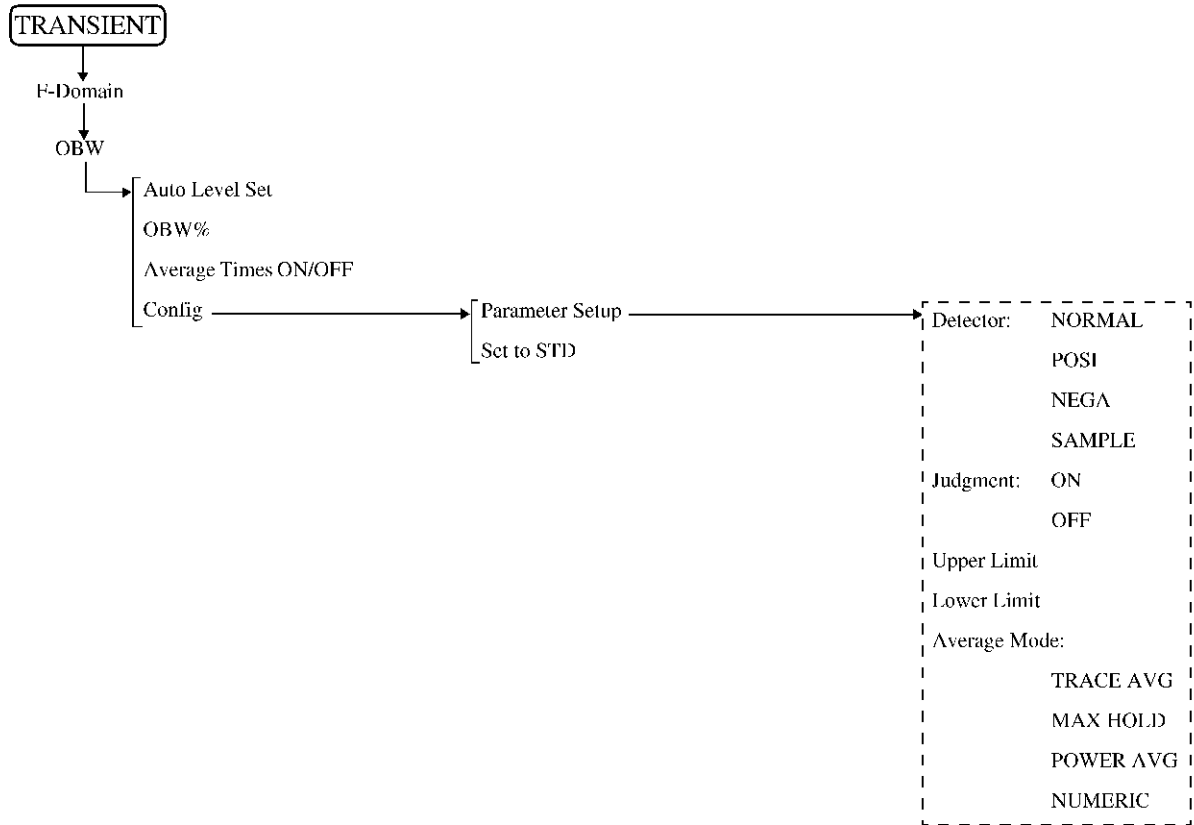 TRANSIENT
F-Domain
OBW
Auto Level Set
OBW%
Average Times ON/OFF
Config
Parameter Setup
Set to STD
Detector: NORMAL
POSI
NEGA
SAMPLE
Judgment: ON
OFF
Upper Limit
Lower Limit
Average Mode:
TRACE AVG
MAX HOLD
POWER AVG
NUMERIC